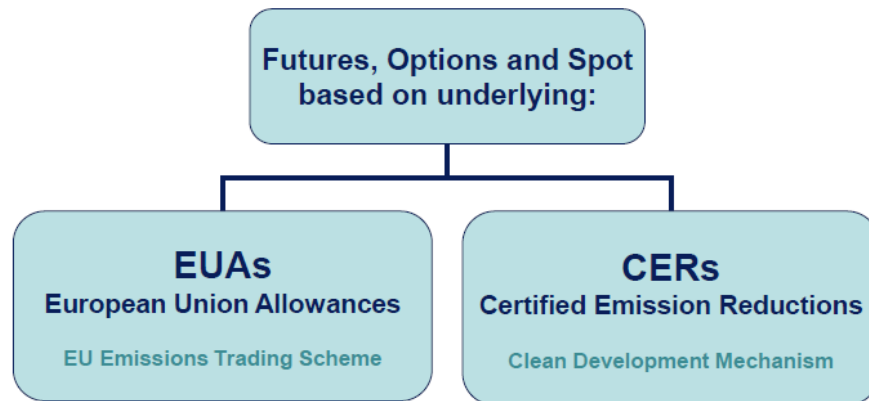 Futures, Options and Spot
based on underlying:
EUAs
European Union Allowances
EU Emissions Trading Scheme
CERs
Certified Emission Reductions
Clean Development Mechanism